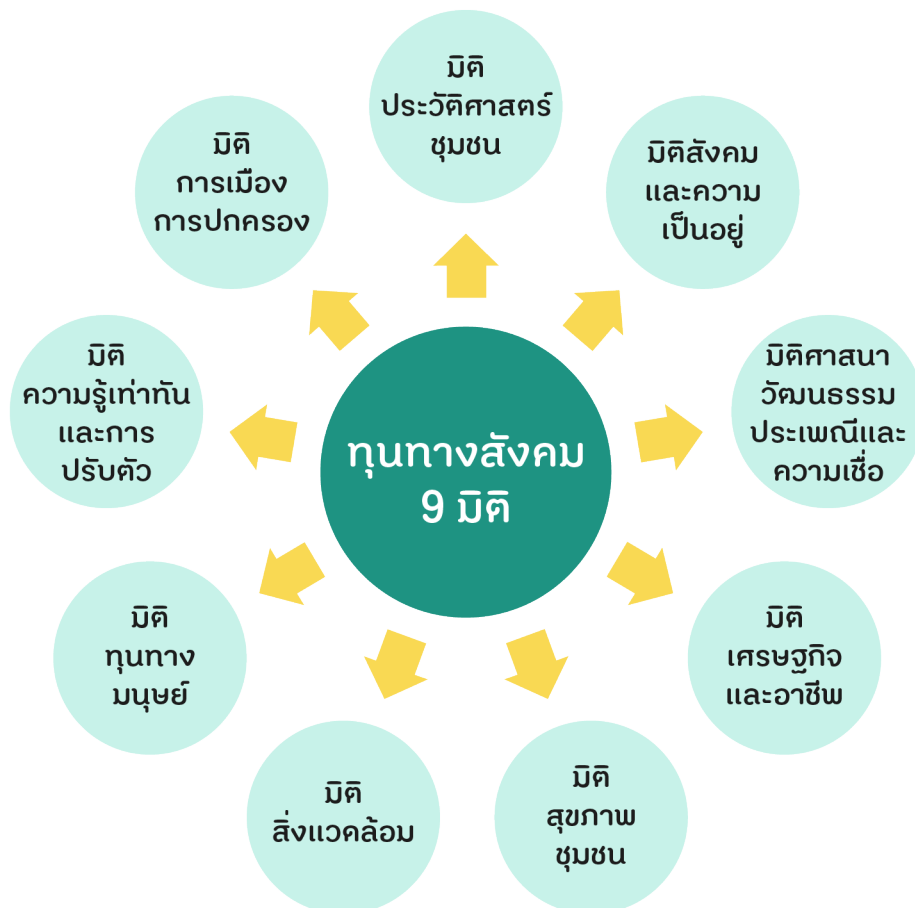 มิติ
ประวัติศาสตร์
ชุมชน
มิติสังคม
และความ
เป็นอยู่
มิติศาสนา
วัฒนธรรม
ประเพณีและ
ความเชื่อ
มิติ
เศรษฐกิจ
และอาชีพ
มิติ
สุขภาพ
ชุมชน
มิติ
สิ่งแวดล้อม
มิติ
ทุนทาง
มนุษย์
มิติ
ความรู้เท่าทัน
และการ
ปรับตัว
มิติ
การเมือง
การปกครอง
ทุนทางสังคม
9 มิติ